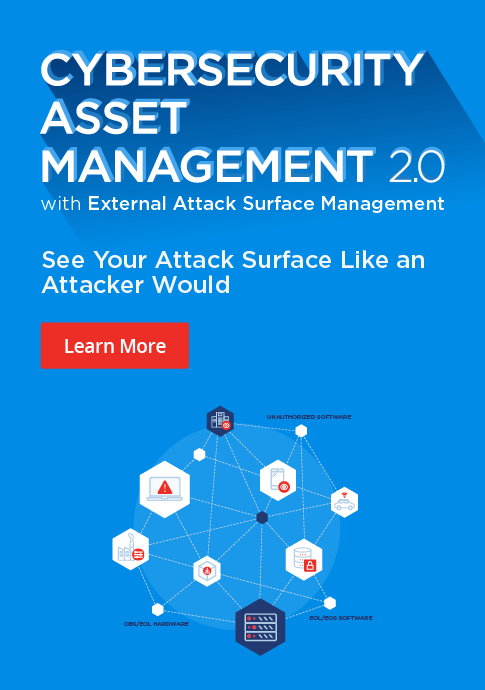 CYBERSECURITY
ASSET
MANAGEMENT 2.0
with External Attack Surface Management
See Your Attack Surface Like an
Attacker Would
Learn More
UNAUTHORIZED SOFTWARE
OBS/EOL HARDWARE
EOL/EOS SOFTWARE